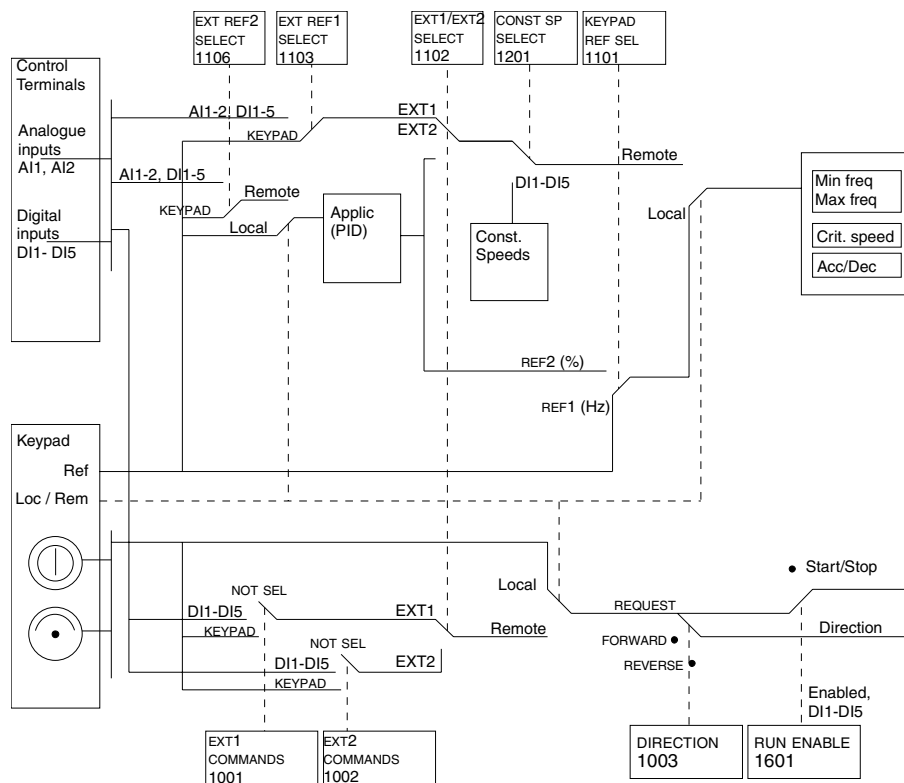 EXT REF2
SELECT
1106
EXT REF1
SELECT
1103
EXT1/EXT2
SELECT
1102
CONST SP
SELECT
1201
KEYPAD
REF SEL
1101
Control
Terminals
Analogue
inputs
AI1, AI2
Digital
inputs
DI1- DI5
AI1-2, DI1-5
KEYPAD
EXT1
EXT2
Remote
AI1-2, DI1-5
Remote
KEYPAD
Local
Applic
(PID)
DI1-DI5
Const.
Speeds
Local
Min freq
Max freq
Crit. speed
Acc/Dec
REF2 (%)
REF1 (Hz)
Keypad
Ref
Loc / Rem
Local
NOT SEL
DI1-DI5
KEYPAD
EXT1
Remote
NOT SEL
DI1-DI5
KEYPAD
EXT2
REQUEST
Start/Stop
Direction
FORWARD
REVERSE
Enabled,
DI1-DI5
EXT1
COMMANDS
1001
EXT2
COMMANDS
1002
DIRECTION
1003
RUN ENABLE
1601